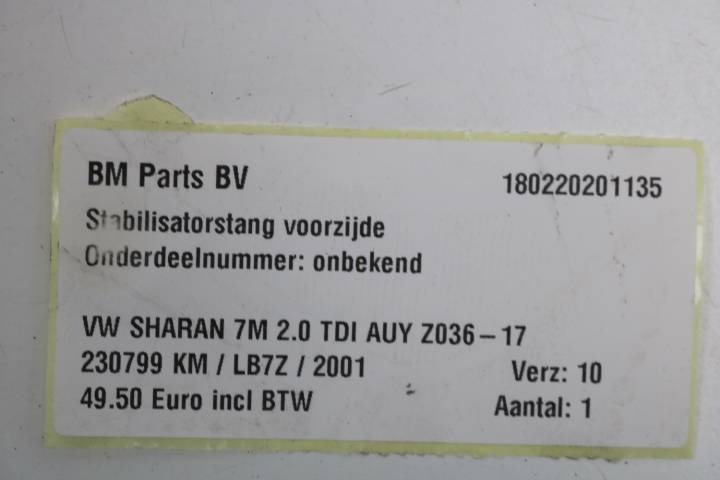 BM Parts BV 180220201135
Stabilisatorstang voorzijde
Onderdeelnummer: onbekend
VW SHARAN 7M 2.0 TDI AUY Z036-17
230799 KM / LB7Z / 2001 Verz: 10
49.50 Euro incl BTW Aantal: 1